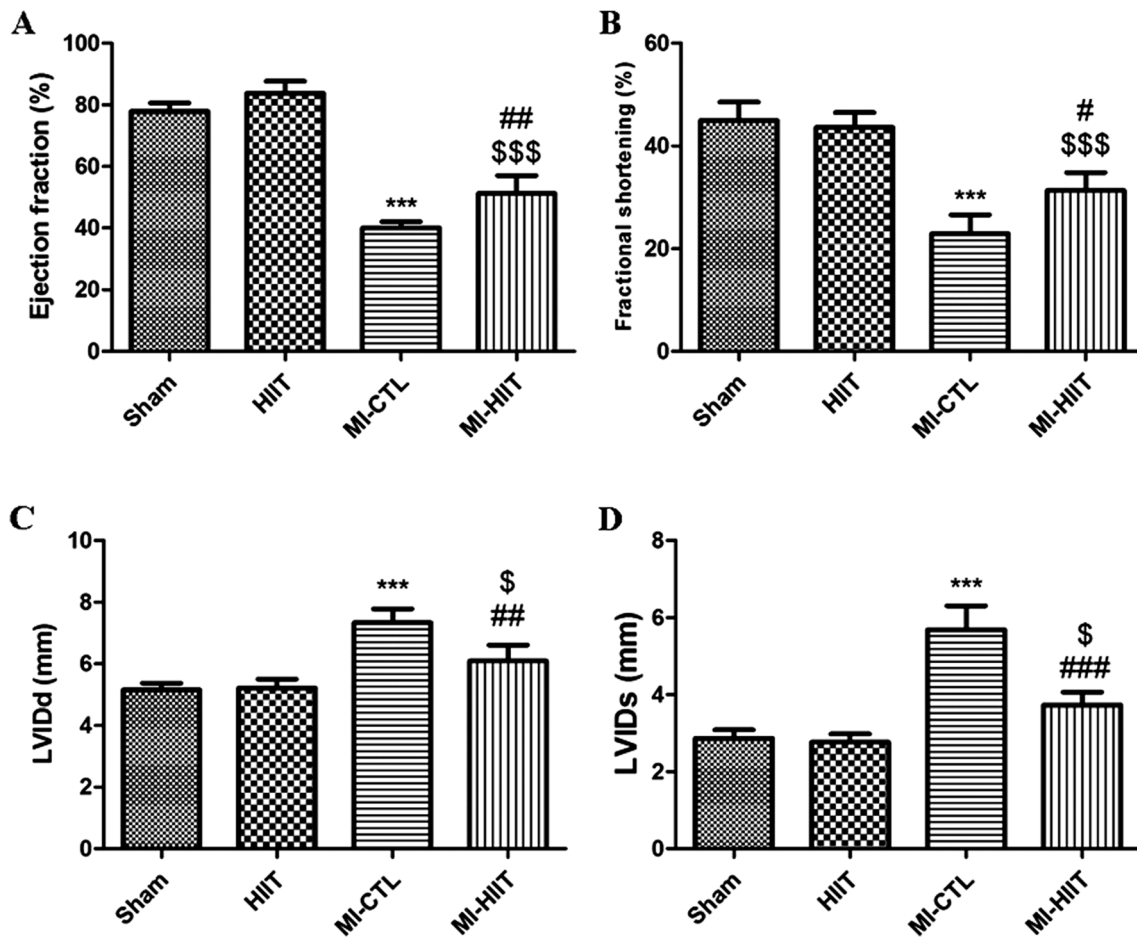 A
Ejection fraction (%)
100
80
60
40
20
0
***
##
$$$
Sham
HIIT
MI-CTL
MI-HIIT
B
Fractional shortening (%)
60
40
20
0
***
#
$$$
Sham
HIIT
MI-CTL
MI-HIIT
C
LVIDd (mm)
10
8
6
4
2
0
***
$
##
Sham
HIIT
MI-CTL
MI-HIIT
D
LVIDs (mm)
8
6
4
2
0
***
$
###
Sham
HIIT
MI-CTL
MI-HIIT